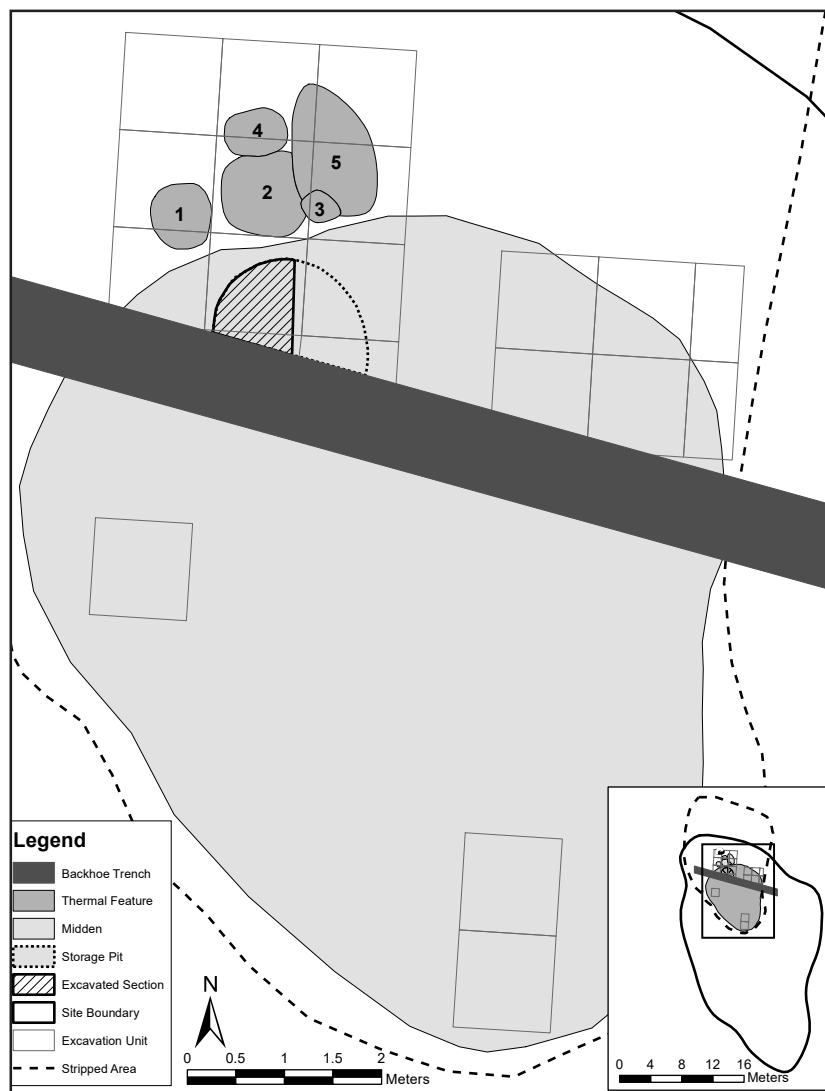 4
5
2
1
3
Legend
Backhoe Trench
Thermal Feature
Midden
Storage Pit
Excavated Section
Site Boundary
Excavation Unit
Stripped Area
N
0 0.5 1 1.5 2
Meters
0 4 8 12 16
Meters